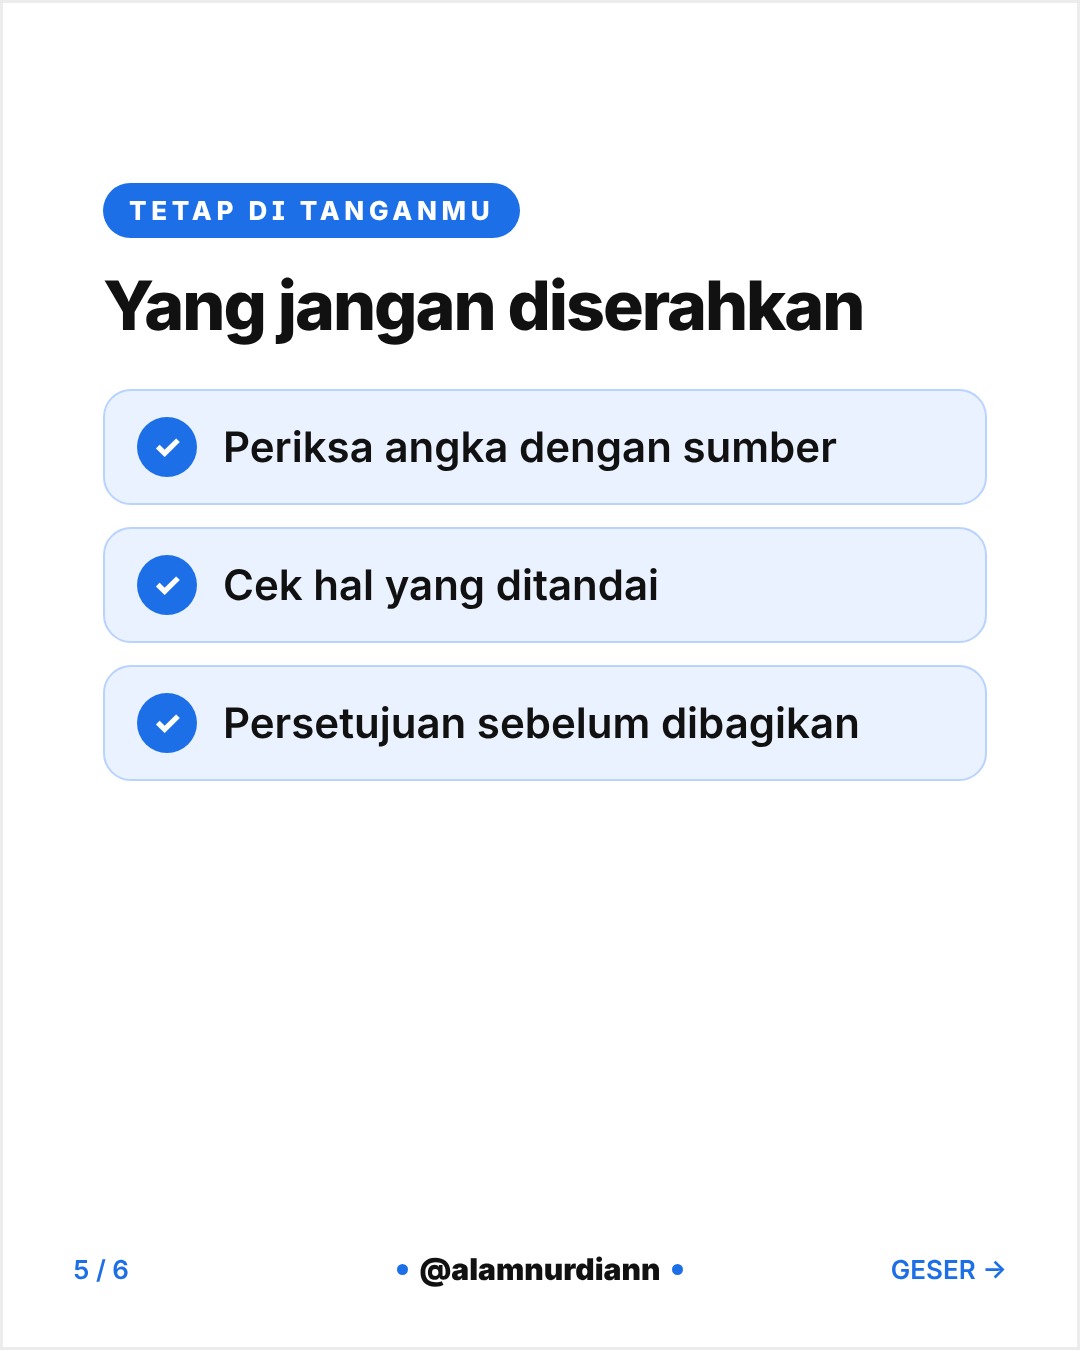 TETAP DI TANGANMU
Yang jangan diserahkan
Periksa angka dengan sumber
Cek hal yang ditandai
Persetujuan sebelum dibagikan
5 / 6
• @alamnurdiann •
GESER →